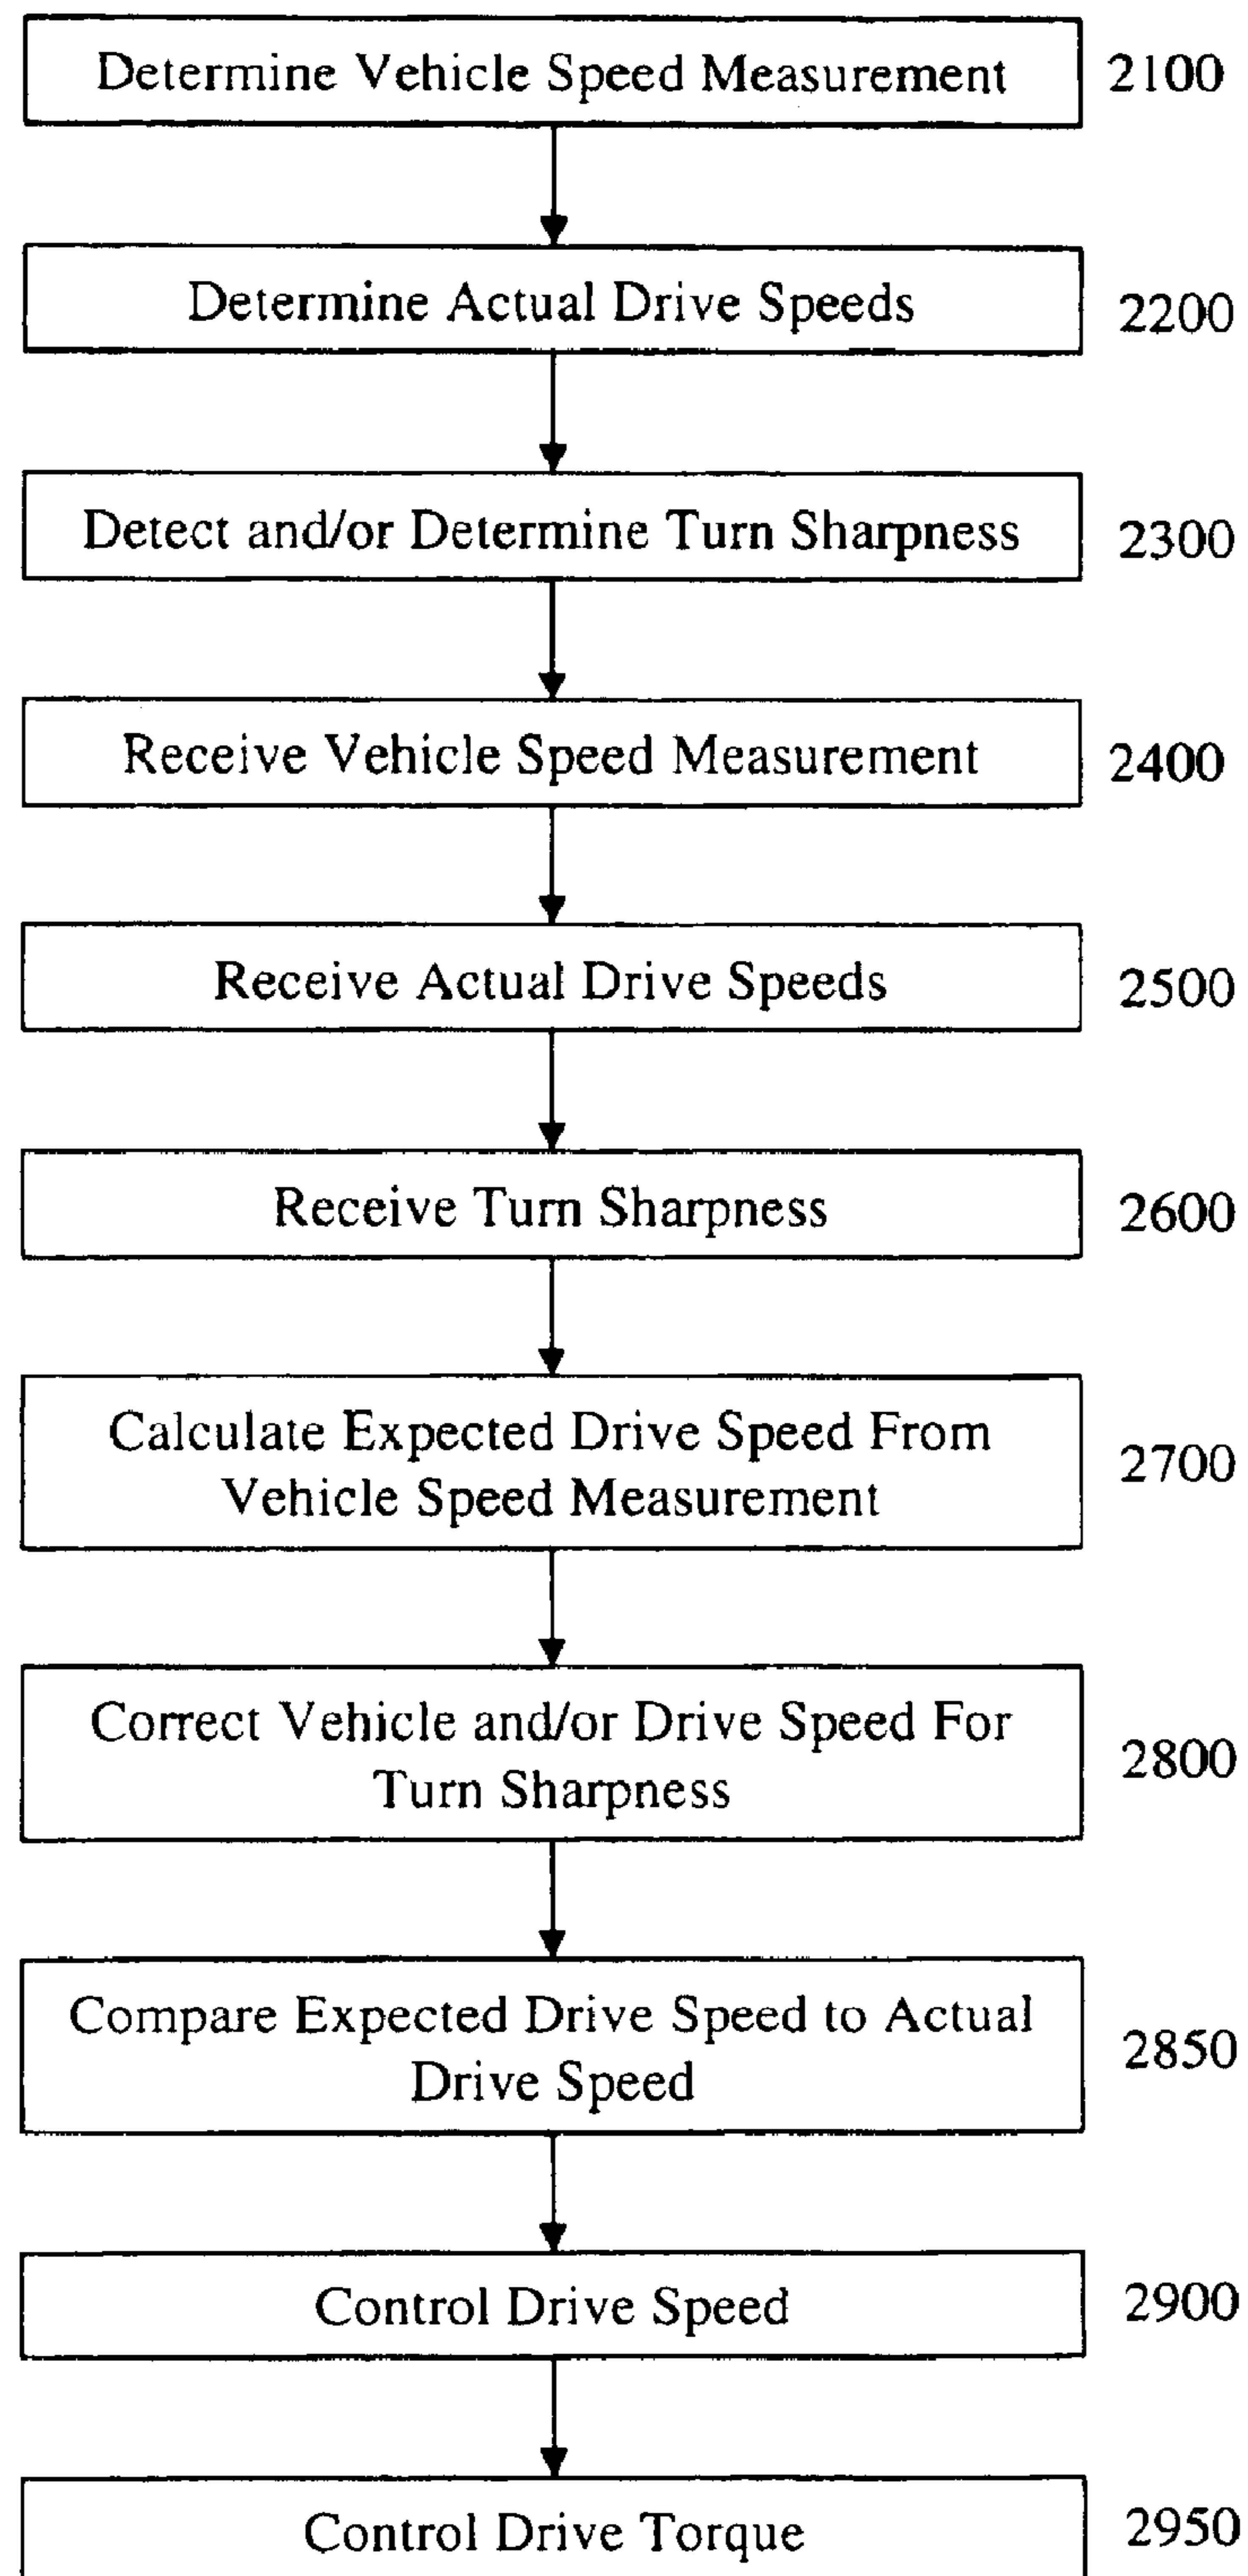 Determine Vehicle Speed Measurement 2100
Determine Actual Drive Speeds 2200
Detect and/or Determine Turn Sharpness 2300
Receive Vehicle Speed Measurement 2400
Receive Actual Drive Speeds 2500
Receive Turn Sharpness 2600
Calculate Expected Drive Speed From
Vehicle Speed Measurement 2700
Correct Vehicle and/or Drive Speed For
Turn Sharpness 2800
Compare Expected Drive Speed to Actual
Drive Speed 2850
Control Drive Speed 2900
Control Drive Torque 2950